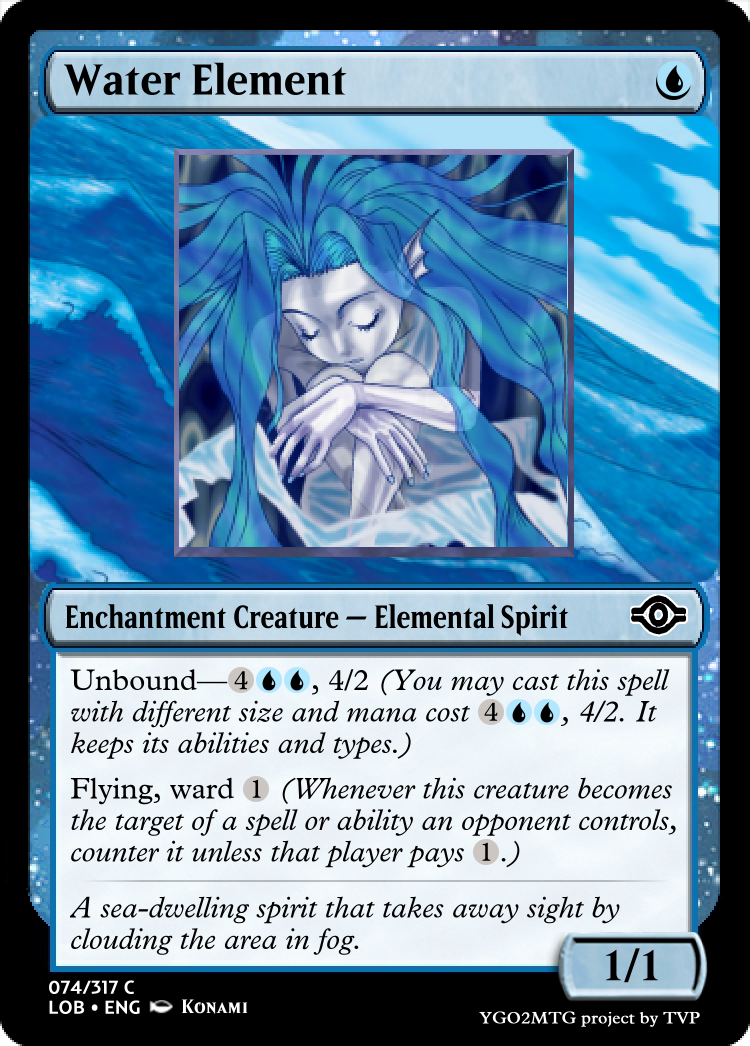 Water Element
Enchantment Creature — Elemental Spirit
Unbound—4, 4/2 (You may cast this spell
with different size and mana cost 4, 4/2. It
keeps its abilities and types.)
Flying, ward 1 (Whenever this creature becomes
the target of a spell or ability an opponent controls,
counter it unless that player pays 1.)
A sea-dwelling spirit that takes away sight by
clouding the area in fog.
1/1
074/317 C
LOB • ENG KONAMI
YGO2MTG project by TVP